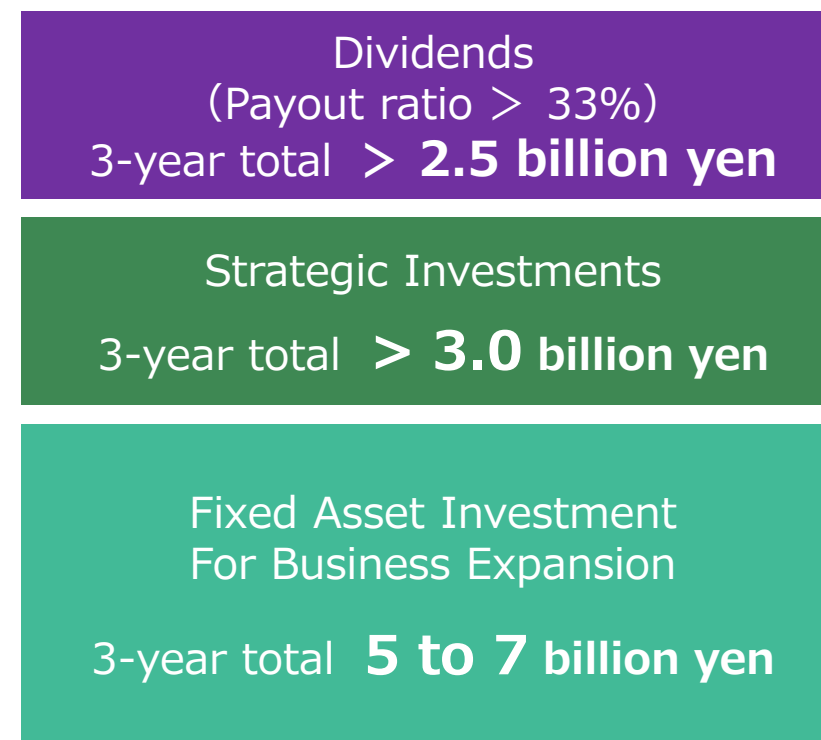 Dividends
（Payout ratio ＞ 33%）
3-year total ＞ 2.5 billion yen
Strategic Investments
3-year total ＞ 3.0 billion yen
Fixed Asset Investment
For Business Expansion
3-year total 5 to 7 billion yen